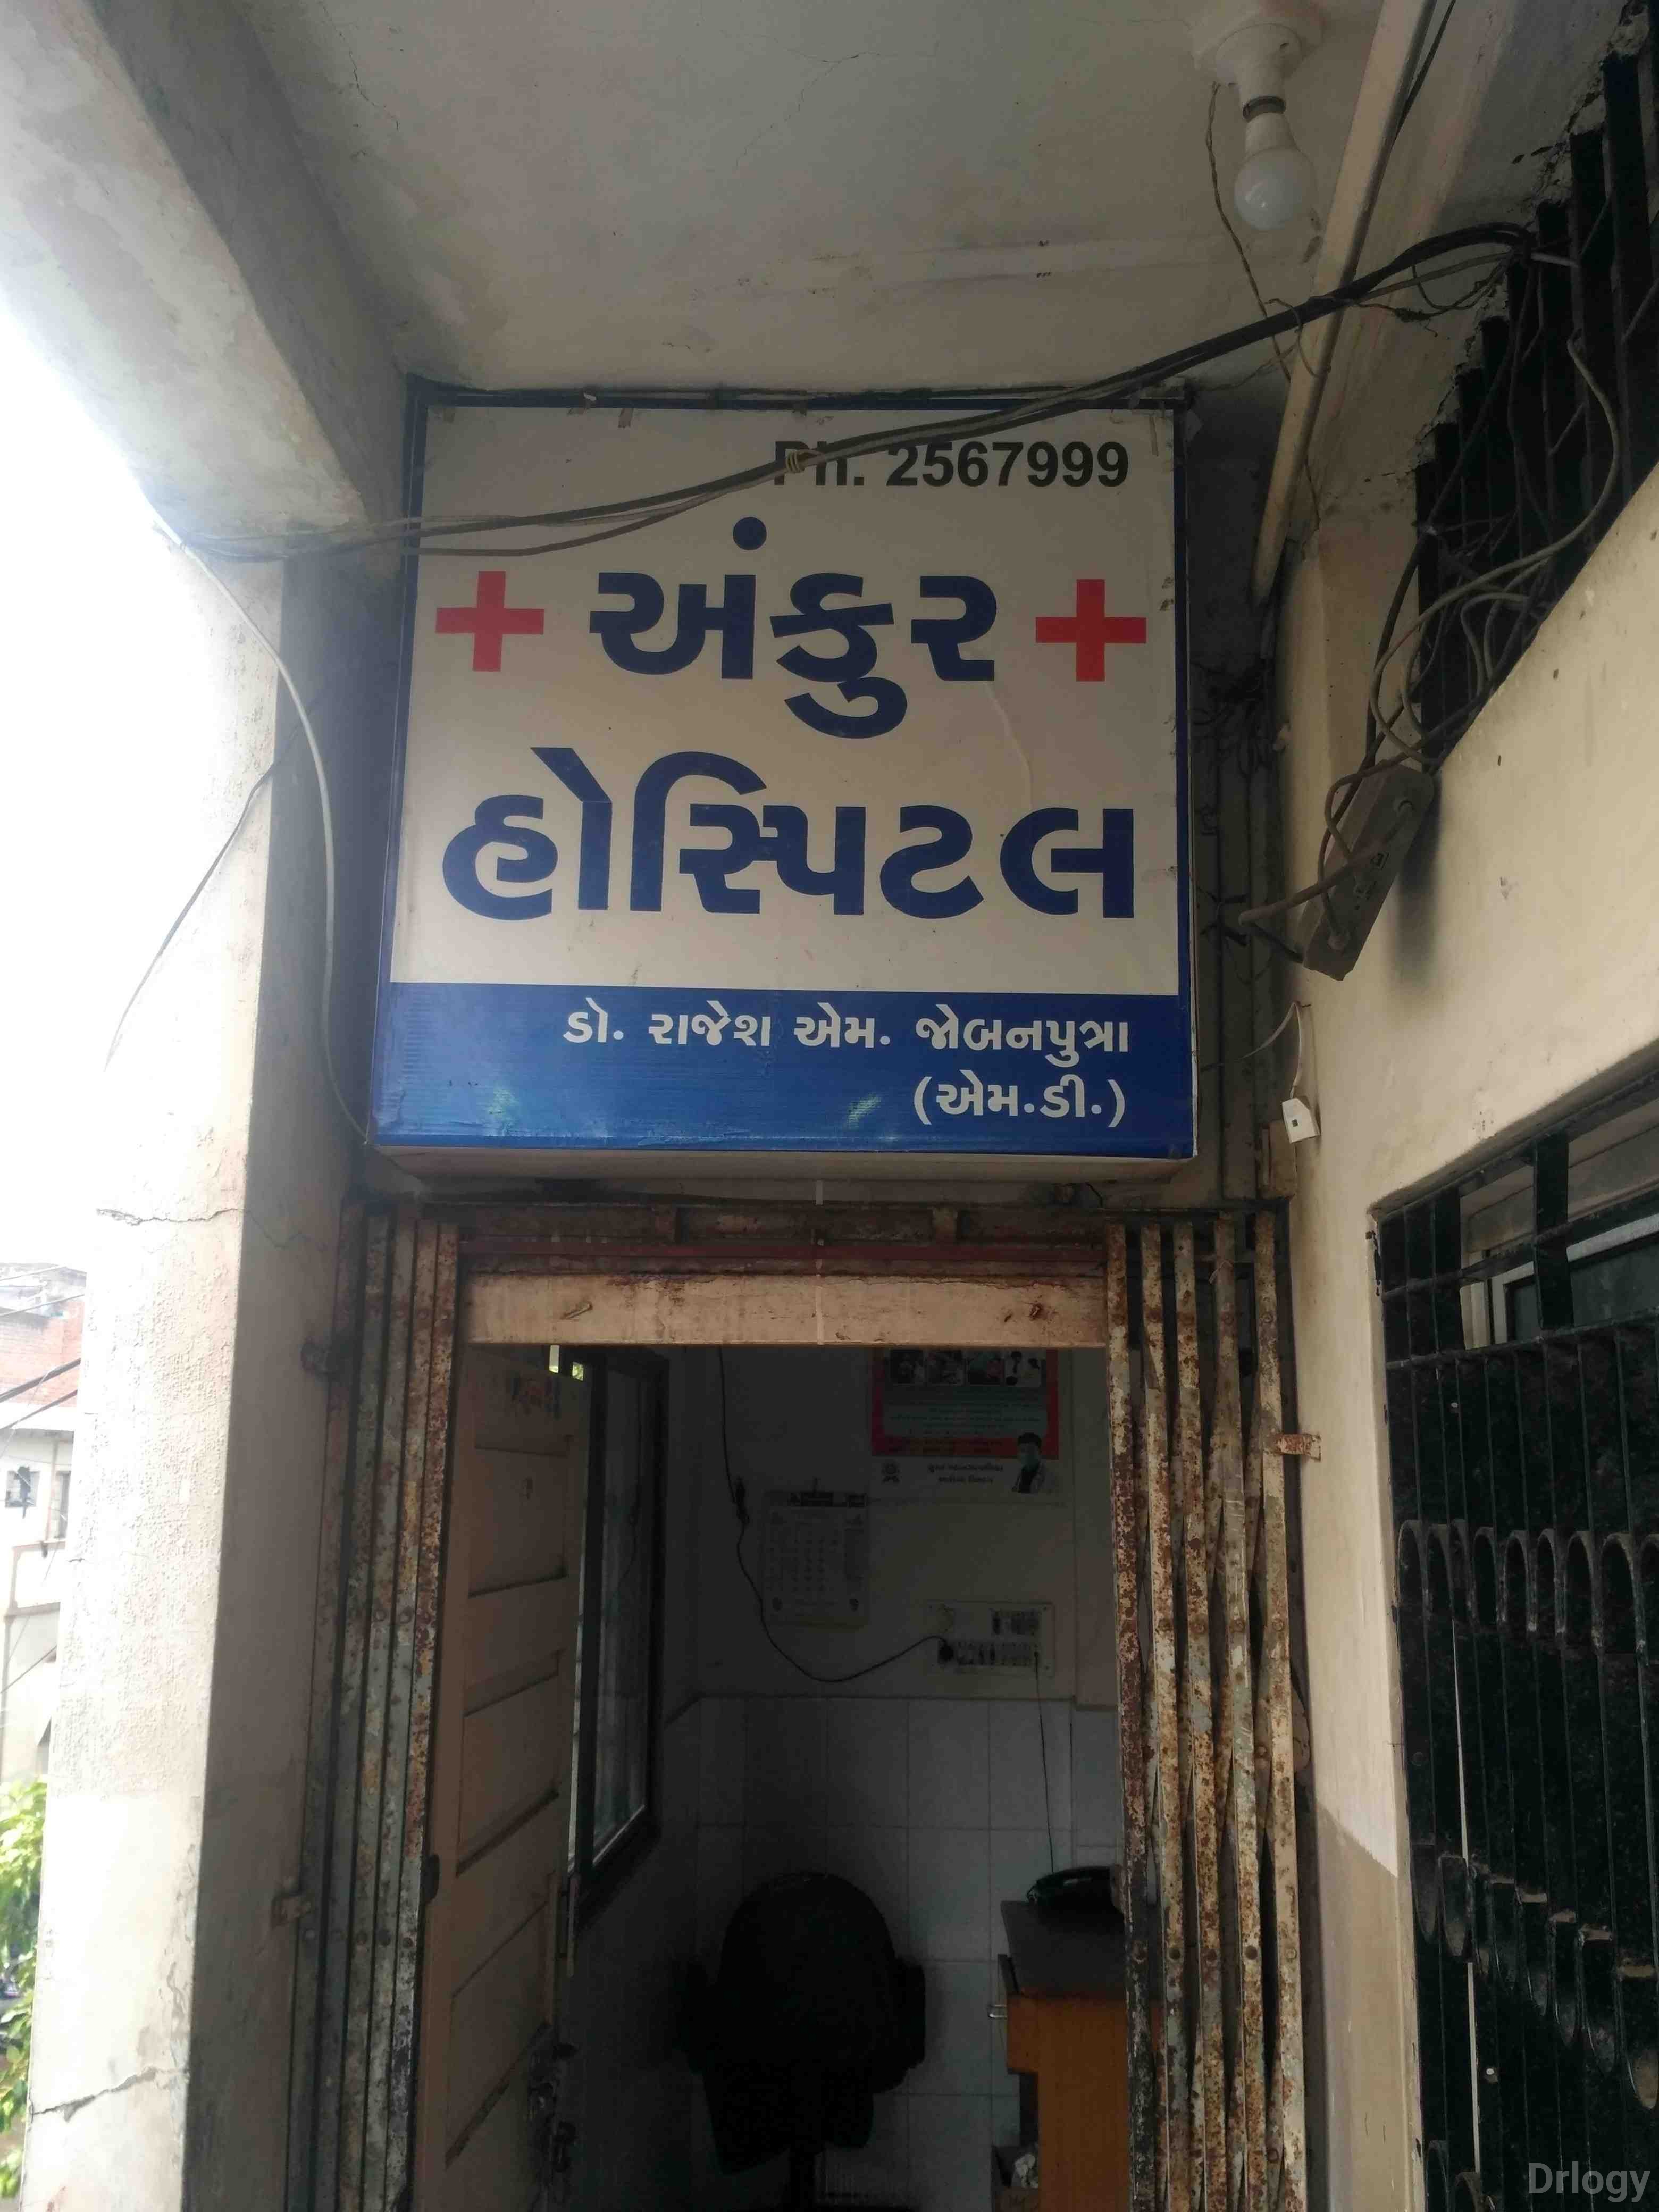 Ph. 2567999
અંકુર
હોસ્પિટલ
ડો. રાજેશ એમ. જોબનપુત્રા
(એમ.ડી.)
Drlogy